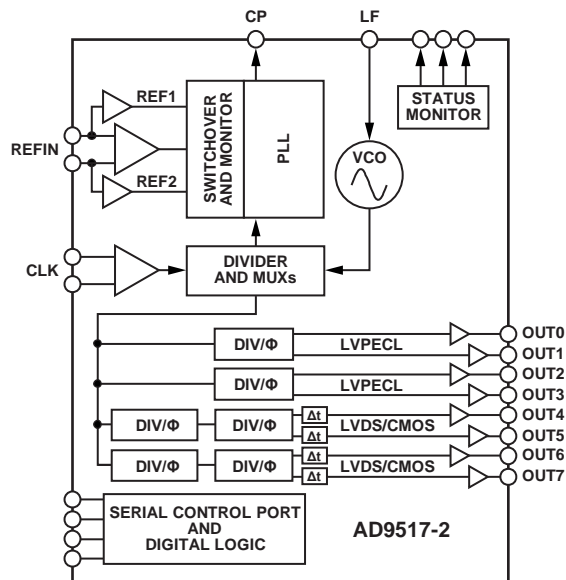 CP
LF
REF1
REFIN
REF2
SWITCHOVER
AND MONITOR
PLL
VCO
STATUS
MONITOR
CLK
DIVIDER
AND MUXs
DIV/Φ
LVPECL
OUT0
OUT1
DIV/Φ
LVPECL
OUT2
OUT3
DIV/Φ
DIV/Φ
Δt
Δt
LVDS/CMOS
OUT4
OUT5
DIV/Φ
DIV/Φ
Δt
Δt
LVDS/CMOS
OUT6
OUT7
SERIAL CONTROL PORT
AND
DIGITAL LOGIC
AD9517-2